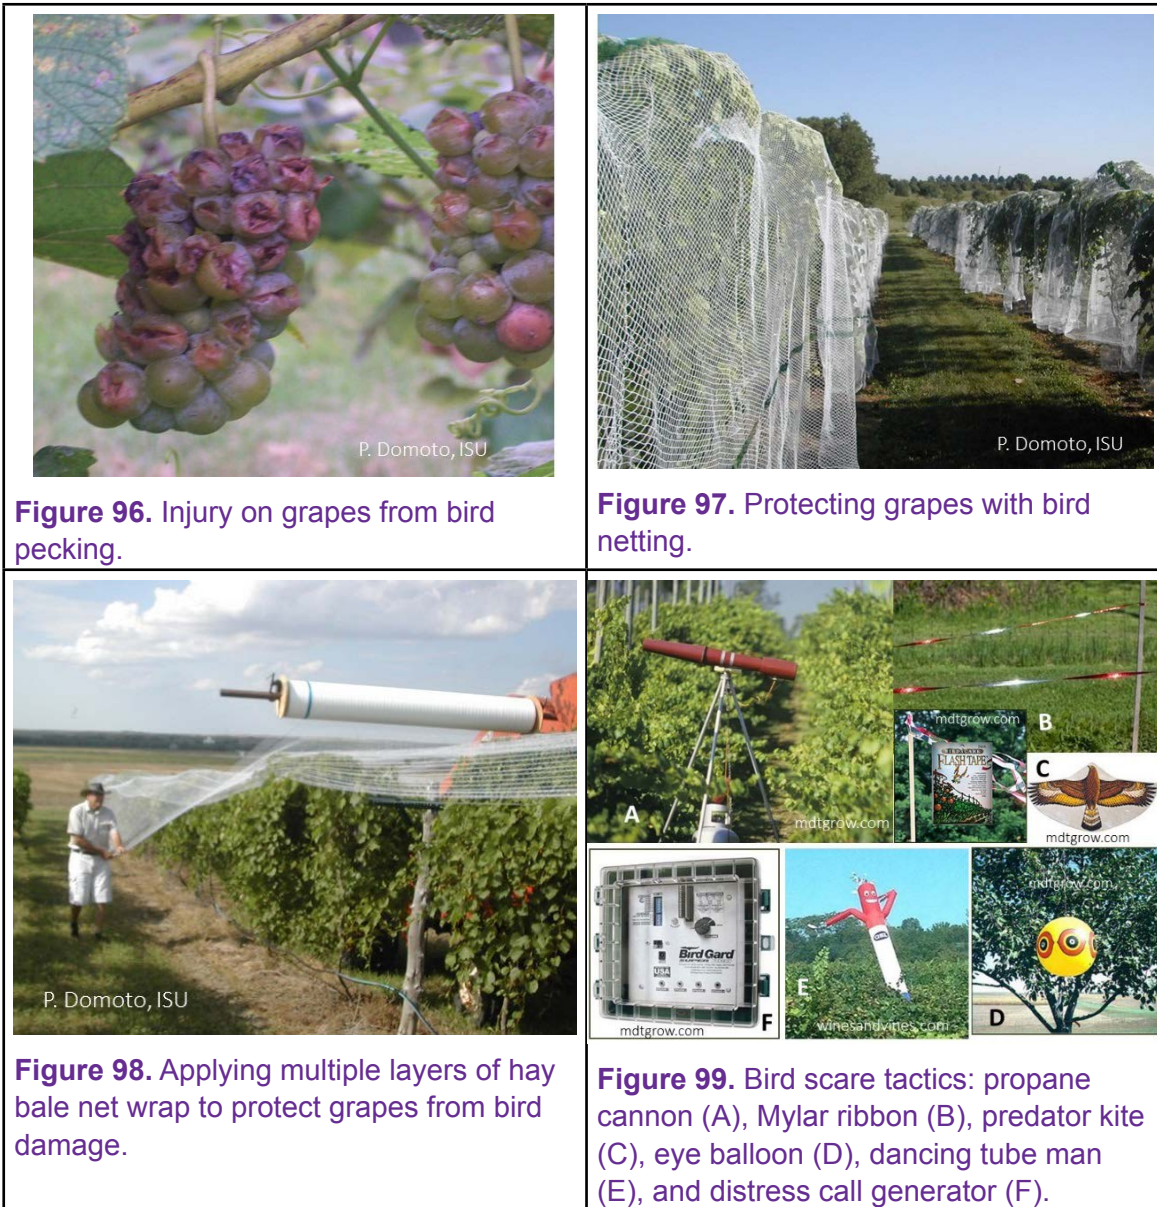 P. Domoto, ISU
Figure 96. Injury on grapes from bird
pecking.
P. Domoto, ISU
Figure 97. Protecting grapes with bird
netting.
P. Domoto, ISU
Figure 98. Applying multiple layers of hay
bale net wrap to protect grapes from bird
damage.
A
mdtgrow.com
B
mdtgrow.com
FLASH TAPE
C
mdtgrow.com
Bird Gard
USA
mdtgrow.com
F
E
winesandvines.com
mdtgrow.com
D
Figure 99. Bird scare tactics: propane
cannon (A), Mylar ribbon (B), predator kite
(C), eye balloon (D), dancing tube man
(E), and distress call generator (F).